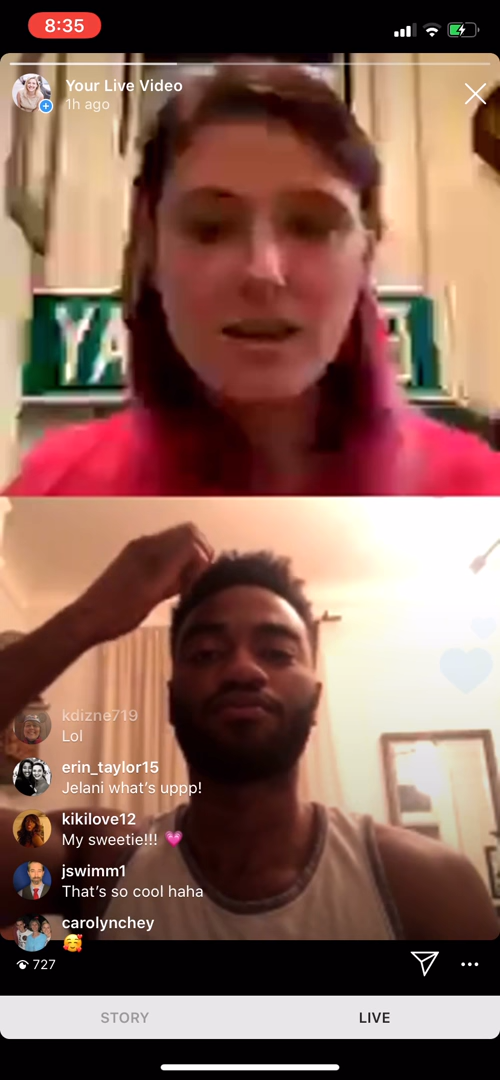 8:35
Your Live Video
1h ago
YA
kdizne719
Lol
erin_taylor15
Jelani what’s uppp!
kikilove12
My sweetie!!! 💗
jswimm1
That’s so cool haha
carolynchey
🥰
727
STORY
LIVE